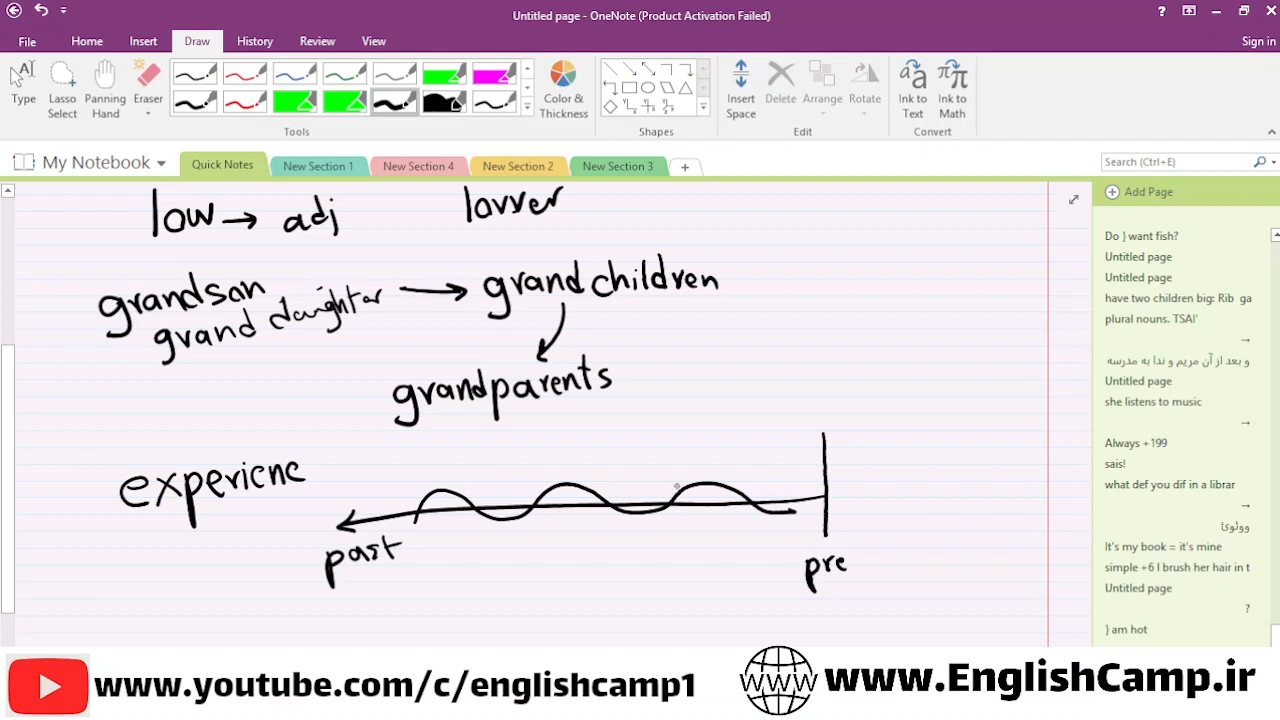 Untitled page - OneNote (Product Activation Failed)
File Home Insert Draw History Review View Sign in
Type Lasso Select Panning Hand Eraser Color & Thickness Insert Space Delete Arrange Rotate Ink to Text Ink to Math
Tools Shapes Edit Convert
My Notebook Quick Notes New Section 1 New Section 4 New Section 2 New Section 3 Search (Ctrl+E)
Add Page
low → adj
grandson
grand daughter → grandchildren
grandparents
experiene
past
pre
Do } want fish?
Untitled page
Untitled page
have two children big: Rib ga
plural nouns. TSAI'
→
و بعد از آن مریم و ندا به مدرسه
Untitled page
she listens to music
→
Always +199
sais!
what def you dif in a librar
→
It's my book = it's mine
simple +6 I brush her hair in t
Untitled page
?
} am hot
www.youtube.com/c/englishcamp1
www www.EnglishCamp.ir